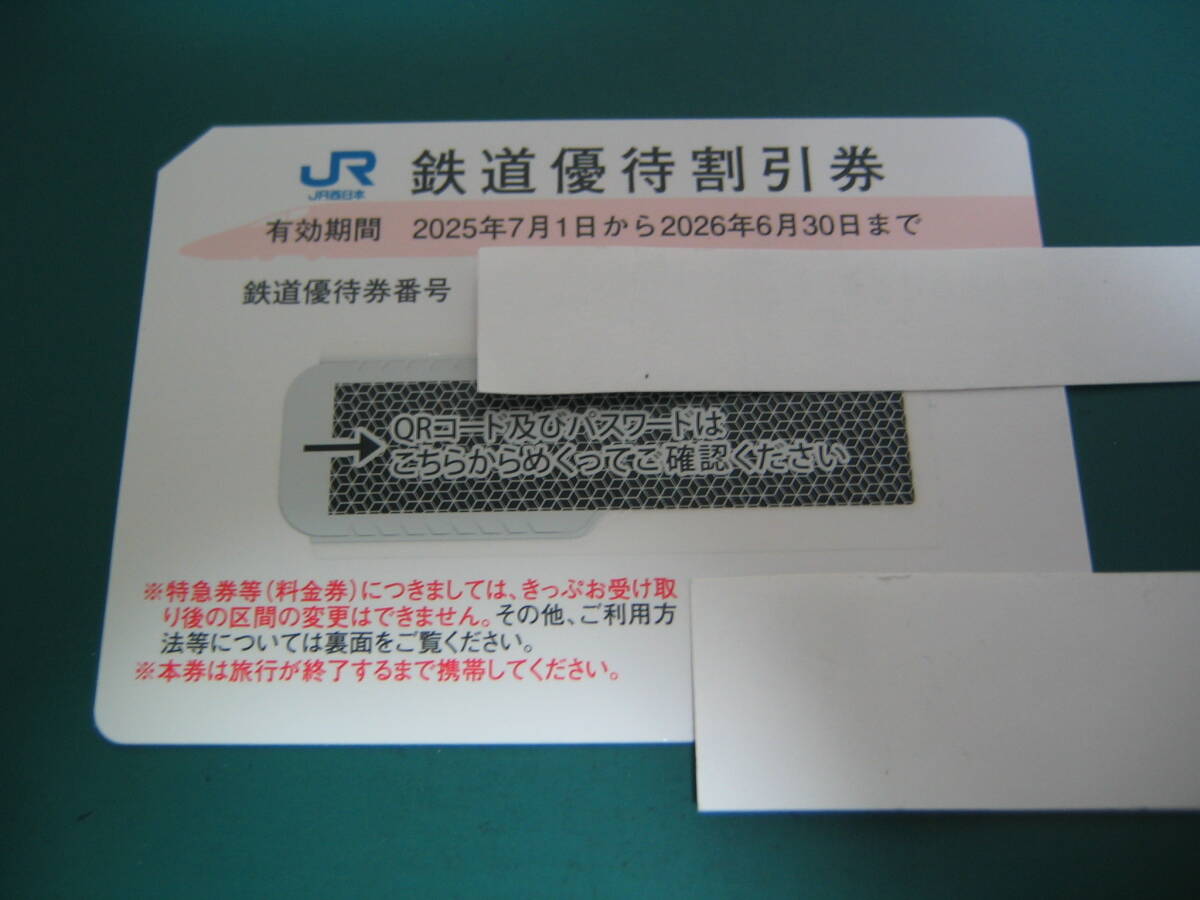 JR
JR西日本
鉄道優待割引券
有効期間 2025年7月1日から2026年6月30日まで
鉄道優待券番号
QRコード及びパスワードは
こちらからめくってご確認ください
※特急券等(料金券)につきましては、きっぷお受け取
り後の区間の変更はできません。その他、ご利用方
法等については裏面をご覧ください。
※本券は旅行が終了するまで携帯してください。